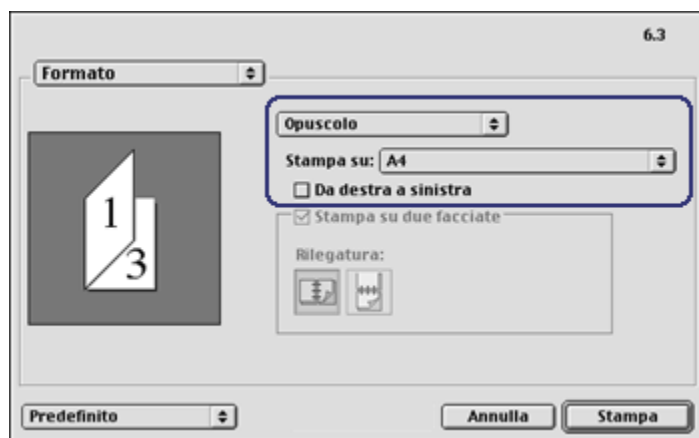 6.3
Formato
Opuscolo
Stampa su: A4
Da destra a sinistra
Stampa su due facciate
Rilegatura:
1
3
Predefinito
Annulla
Stampa